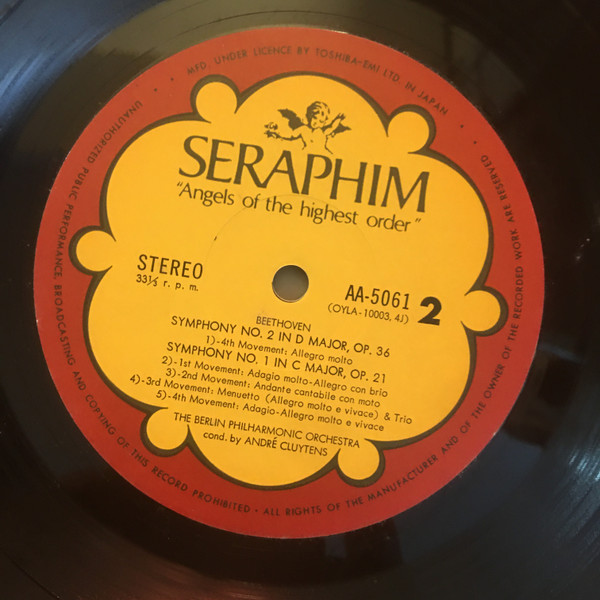 MFD. UNDER LICENCE BY TOSHIBA-EMI LTD. IN JAPAN
SERAPHIM
"Angels of the highest order"
STEREO
33⅓ r. p. m.
AA-5061
(OYLA-10003, 4J)
2
BEETHOVEN
SYMPHONY NO. 2 IN D MAJOR, OP. 36
1)-4th Movement: Allegro molto
SYMPHONY NO. 1 IN C MAJOR, OP. 21
2)-1st Movement: Adagio molto-Allegro con brio
3)-2nd Movement: Andante cantabile con moto
4)-3rd Movement: Menuetto (Allegro molto e vivace) & Trio
5)-4th Movement: Adagio-Allegro molto e vivace
THE BERLIN PHILHARMONIC ORCHESTRA
cond. by ANDRÉ CLUYTENS
UNAUTHORIZED PUBLIC PERFORMANCE, BROADCASTING AND COPYING OF THIS RECORD PROHIBITED • ALL RIGHTS OF THE MANUFACTURER AND OF THE OWNER OF THE RECORDED WORK ARE RESERVED